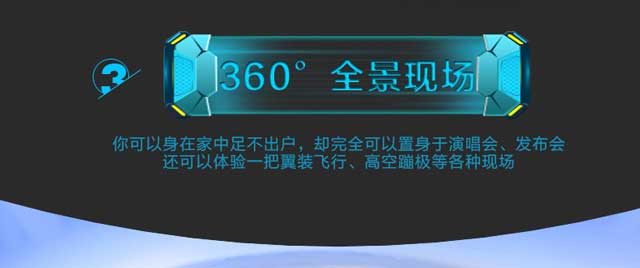 3
360° 全景现场
你可以身在家中足不出户，却完全可以置身于演唱会、发布会
还可以体验一把翼装飞行、高空蹦极等各种现场